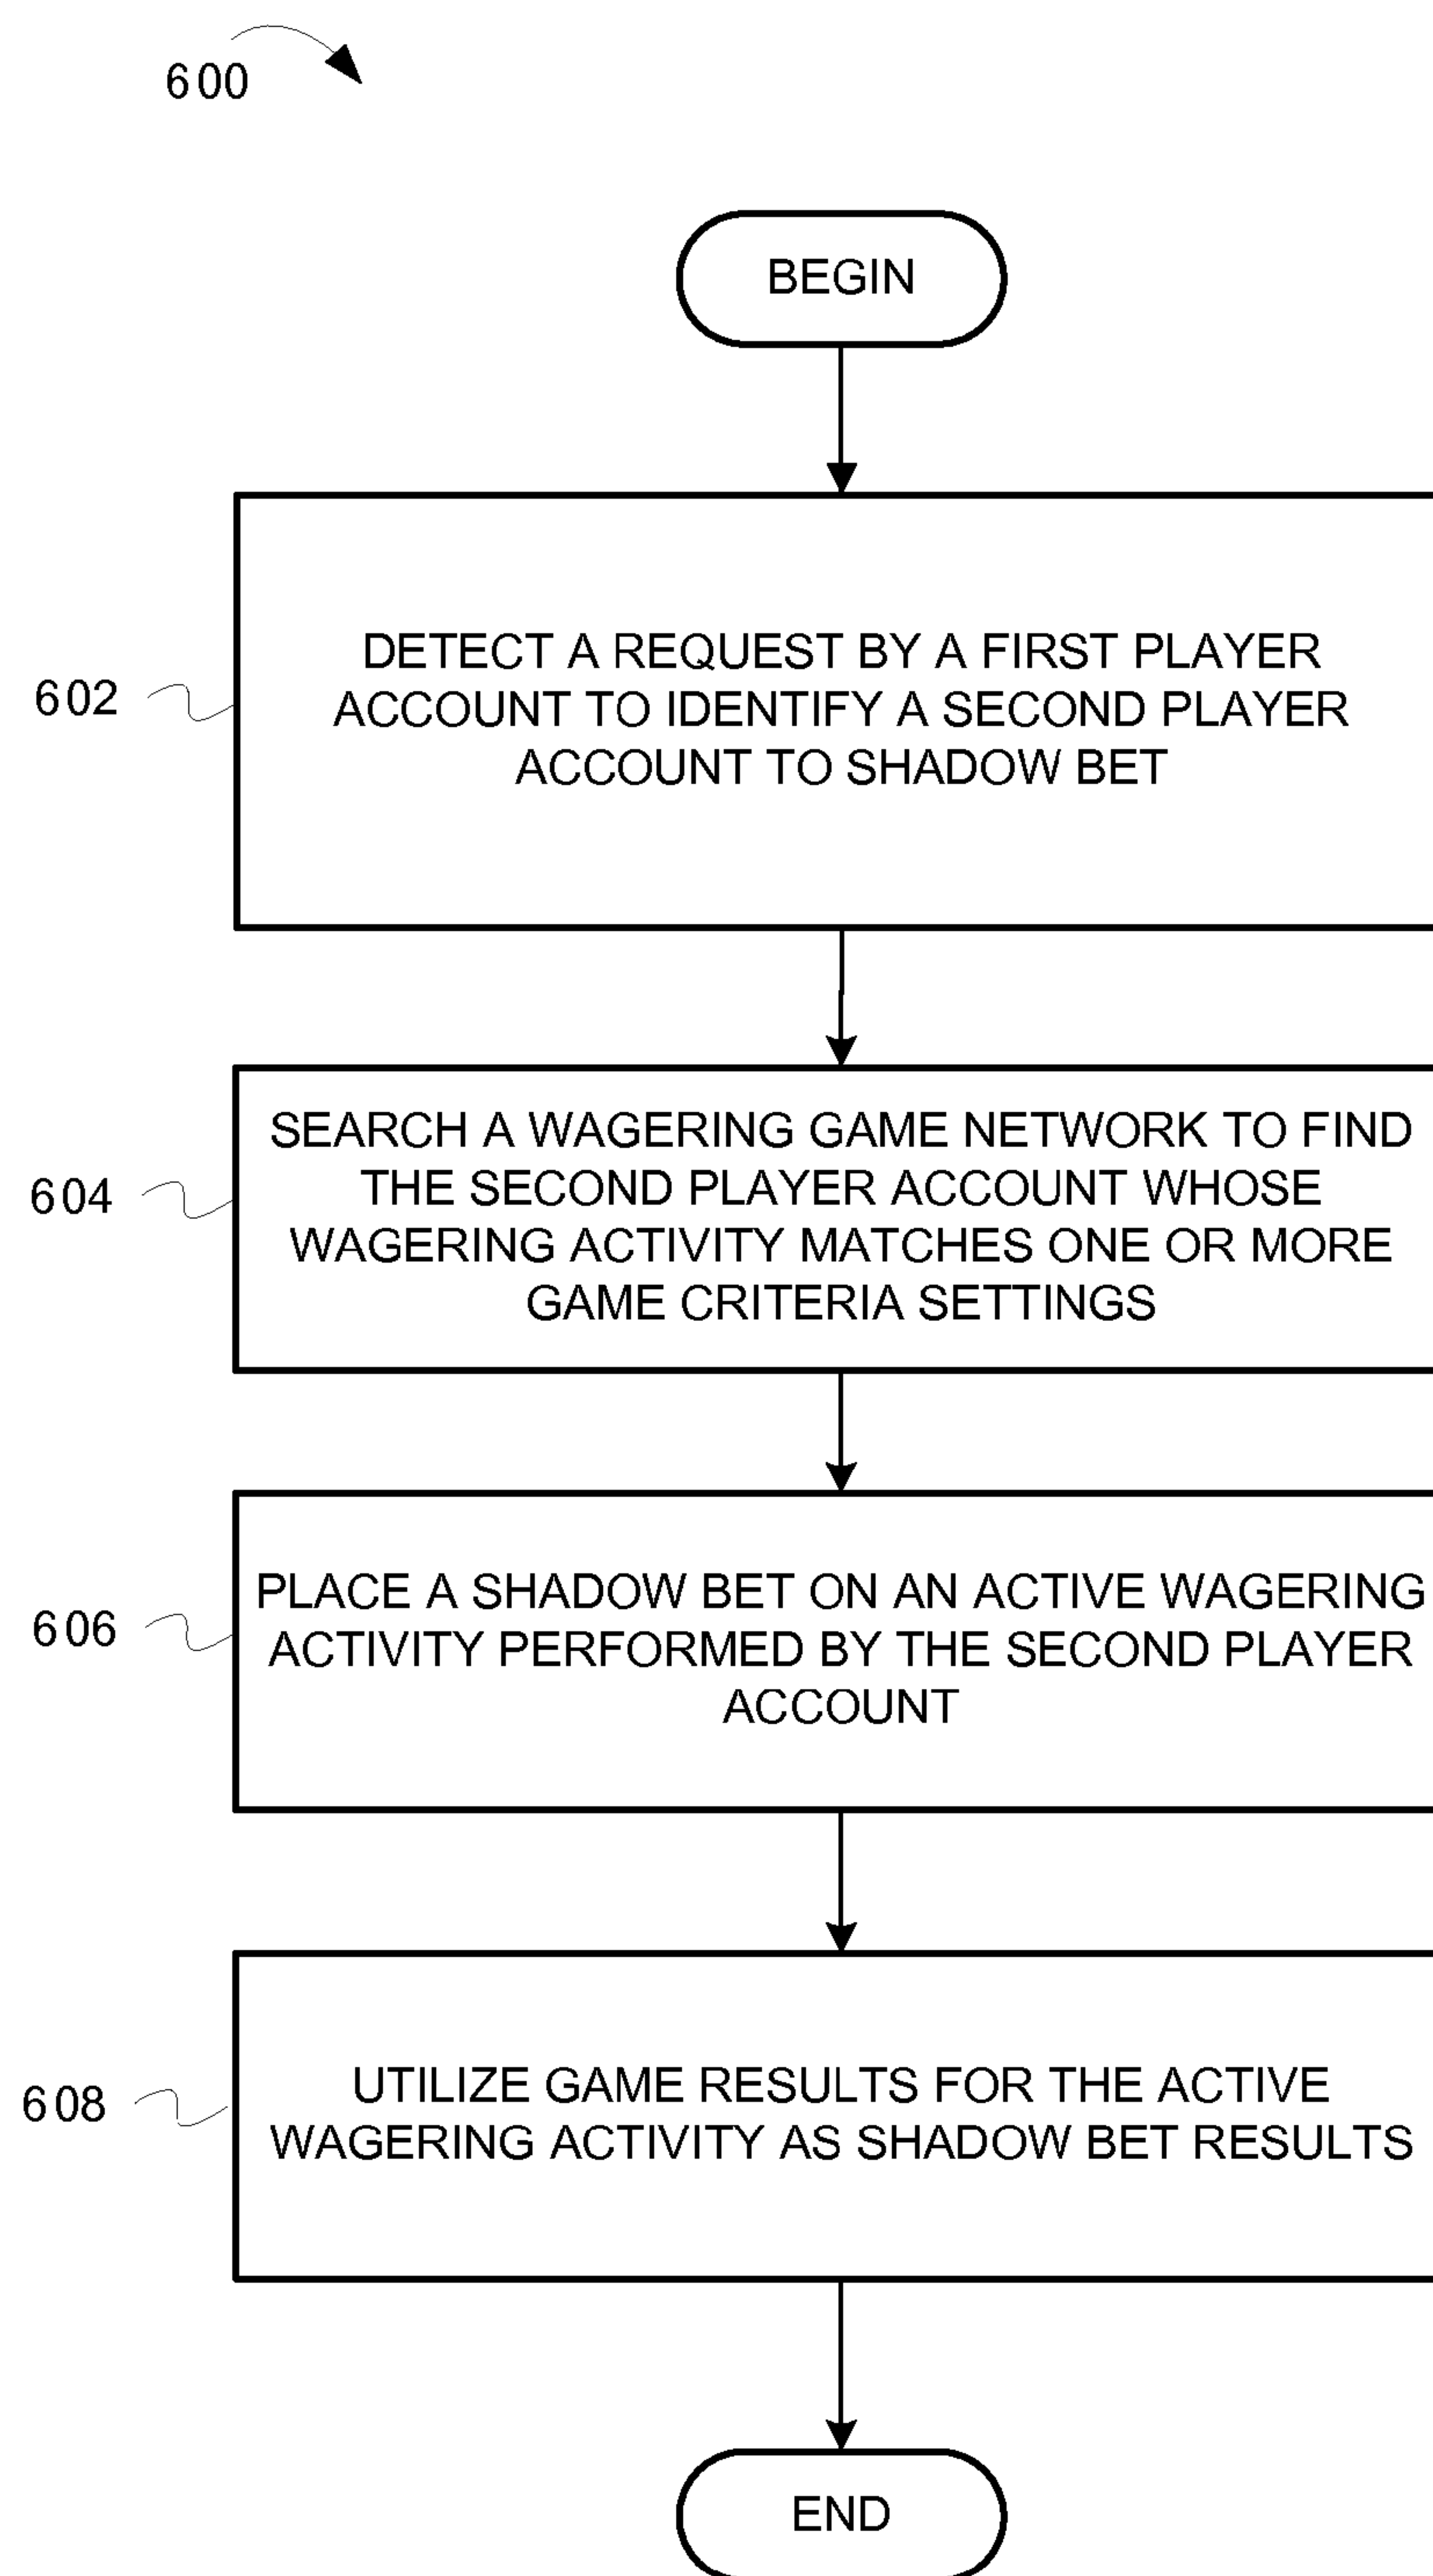 600
BEGIN
602
DETECT A REQUEST BY A FIRST PLAYER
ACCOUNT TO IDENTIFY A SECOND PLAYER
ACCOUNT TO SHADOW BET
604
SEARCH A WAGERING GAME NETWORK TO FIND
THE SECOND PLAYER ACCOUNT WHOSE
WAGERING ACTIVITY MATCHES ONE OR MORE
GAME CRITERIA SETTINGS
606
PLACE A SHADOW BET ON AN ACTIVE WAGERING
ACTIVITY PERFORMED BY THE SECOND PLAYER
ACCOUNT
608
UTILIZE GAME RESULTS FOR THE ACTIVE
WAGERING ACTIVITY AS SHADOW BET RESULTS
END